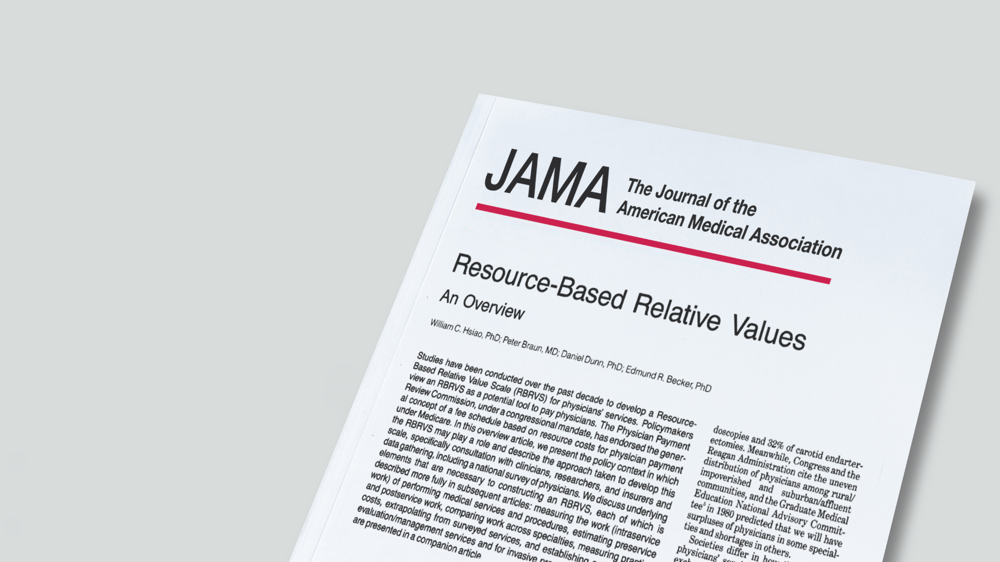 JAMA
The Journal of the
American Medical Association
Resource-Based Relative Values
An Overview
William C. Hsiao, PhD; Peter Braun, MD; Daniel Dunn, PhD; Edmund R. Becker, PhD
Studies have been conducted over the past decade to develop a Resource-
Based Relative Value Scale (RBRVS) for physicians' services. Policymakers
view an RBRVS as a potential tool to pay physicians. The Physician Payment
Review Commission, under a congressional mandate, has endorsed the gener-
al concept of a fee schedule based on resource costs for physician payment
under Medicare. In this overview article, we present the policy context in which
the RBRVS may play a role and describe the approach taken to develop this
scale, specifically consultation with clinicians, researchers, and insurers and
data gathering, including a national survey of physicians. We discuss underlying
elements that are necessary to constructing an RBRVS, each of which is
described more fully in subsequent articles: measuring the work (intraservice
work) of performing medical services and procedures, estimating preservice
and postservice work, comparing work across specialties, measuring
costs, extrapolating from surveyed services, and establishing
evaluation/management services and for invasive
are presented in a companion article
doscopies and 32% of carotid endarter-
ectomies. Meanwhile, Congress and the
Reagan Administration cite the uneven
distribution of physicians among rural/
impoverished and suburban/affluent
communities, and the Graduate Medical
Education National Advisory Commit-
tee5 in 1980 predicted that we will have
surpluses of physicians in some special-
ties and shortages in others.
Societies differ in
physicians'